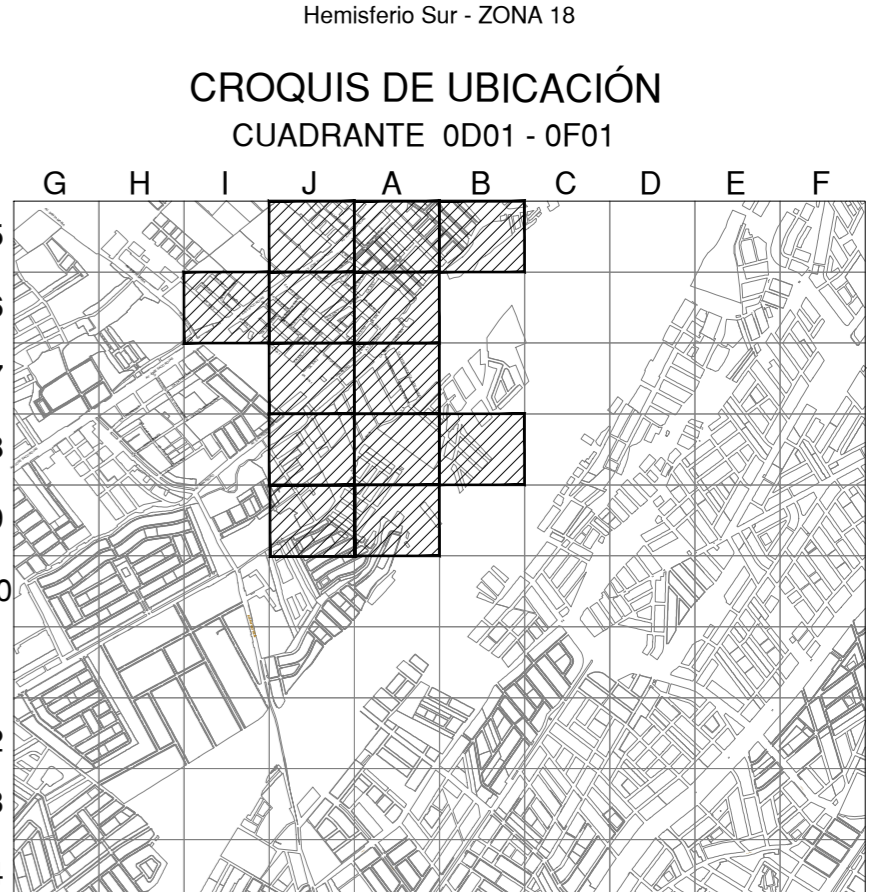 Hemisferio Sur - ZONA 18
CROQUIS DE UBICACIÓN
CUADRANTE 0D01 - 0F01
G H I J A B C D E F
0